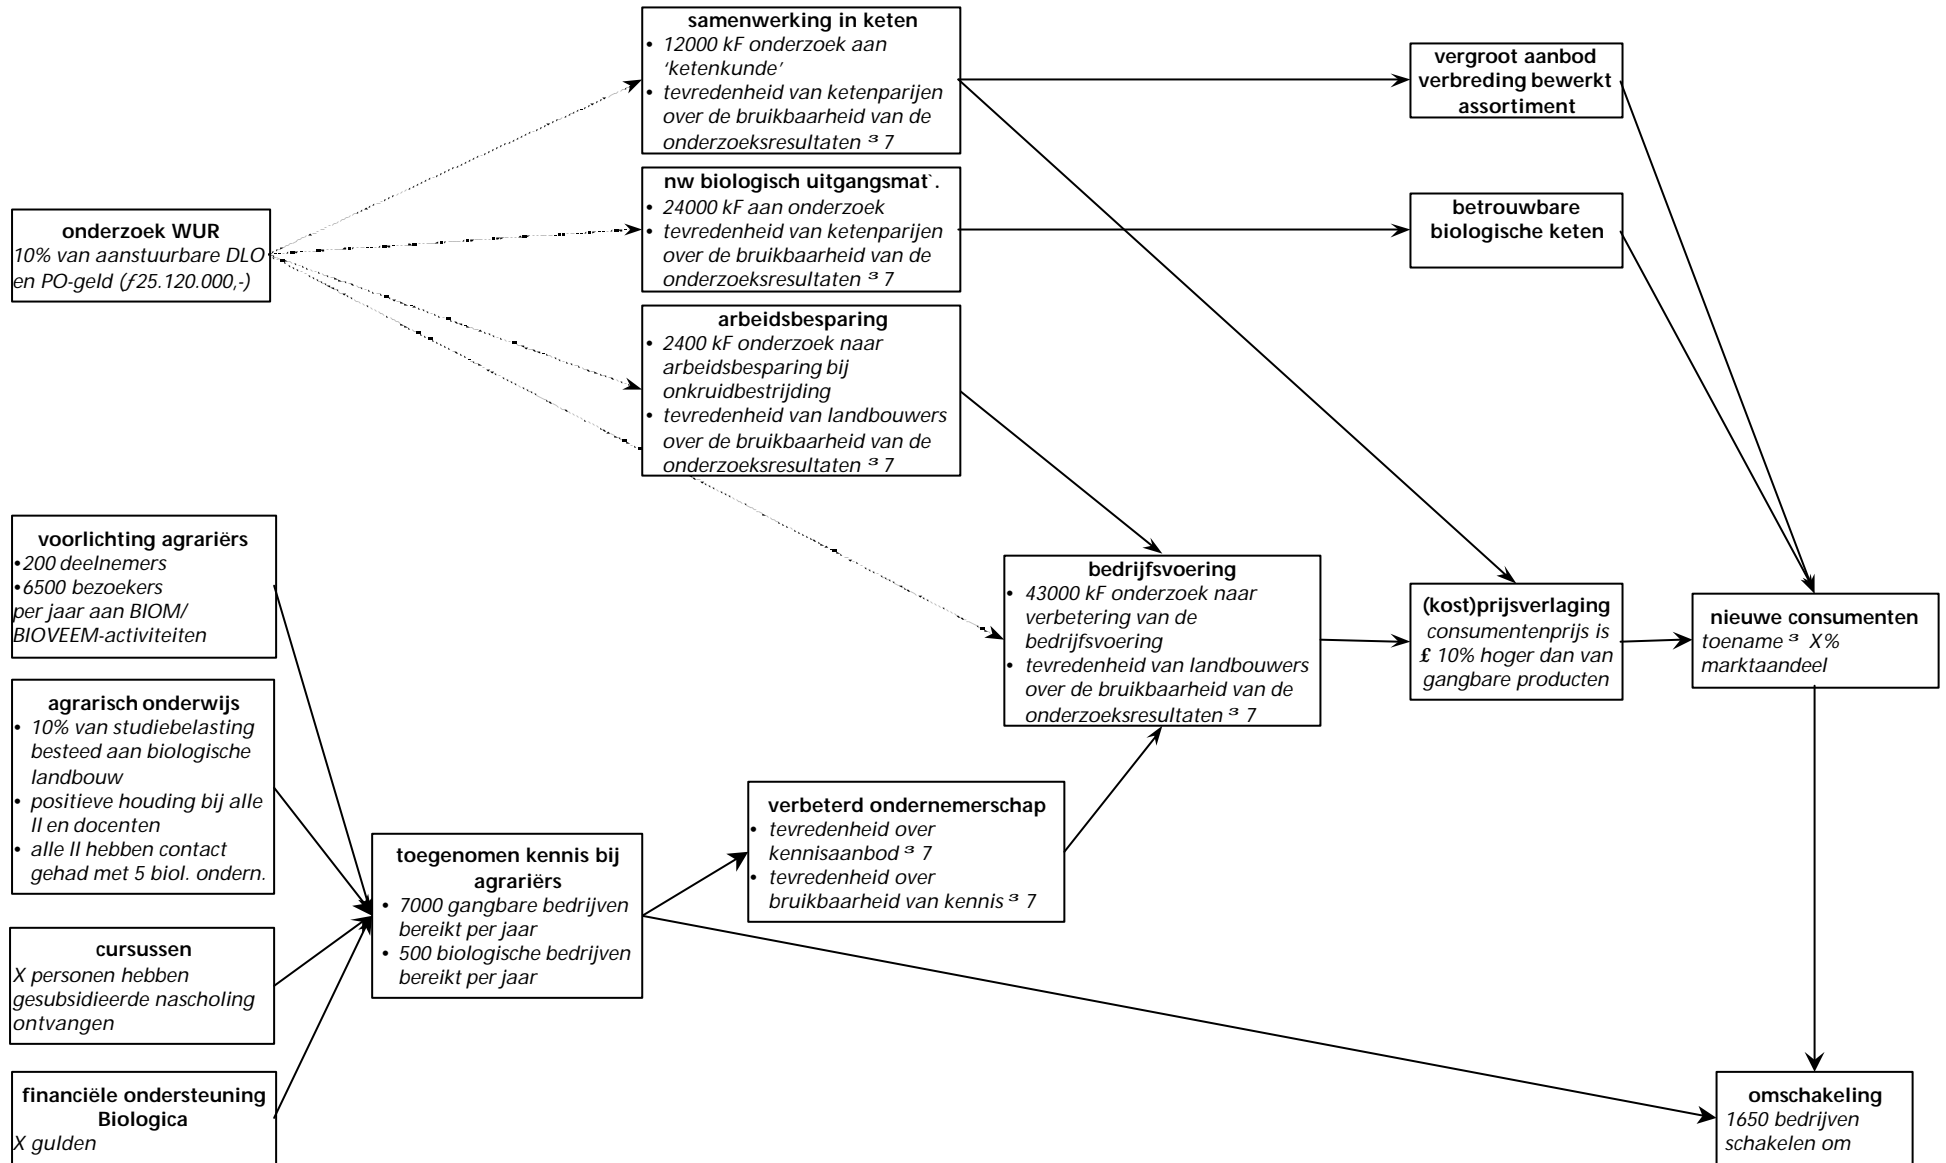 samenwerking in keten
• 12000 kF onderzoek aan
‘ketenkunde’
• tevredenheid van ketenparijen
over de bruikbaarheid van de
onderzoeksresultaten ³ 7
nw biologisch uitgangsmat`.
• 24000 kF aan onderzoek
• tevredenheid van ketenparijen
over de bruikbaarheid van de
onderzoeksresultaten ³ 7
arbeidsbesparing
• 2400 kF onderzoek naar
arbeidsbesparing bij
onkruidbestrijding
• tevredenheid van landbouwers
over de bruikbaarheid van de
onderzoeksresultaten ³ 7
vergroot aanbod
verbreding bewerkt
assortiment
betrouwbare
biologische keten
onderzoek WUR
10% van aanstuurbare DLO
en PO-geld (ƒ25.120.000,-)
voorlichting agrariërs
•200 deelnemers
•6500 bezoekers
per jaar aan BIOM/
BIOVEEM-activiteiten
agrarisch onderwijs
• 10% van studiebelasting
besteed aan biologische
landbouw
• positieve houding bij alle
ll en docenten
• alle ll hebben contact
gehad met 5 biol. ondern.
cursussen
X personen hebben
gesubsidieerde nascholing
ontvangen
financiële ondersteuning
Biologica
X gulden
toegenomen kennis bij
agrariërs
• 7000 gangbare bedrijven
bereikt per jaar
• 500 biologische bedrijven
bereikt per jaar
verbeterd ondernemerschap
• tevredenheid over
kennisaanbod ³ 7
• tevredenheid over
bruikbaarheid van kennis ³ 7
bedrijfsvoering
• 43000 kF onderzoek naar
verbetering van de
bedrijfsvoering
• tevredenheid van landbouwers
over de bruikbaarheid van de
onderzoeksresultaten ³ 7
(kost)prijsverlaging
consumentenprijs is
£ 10% hoger dan van
gangbare producten
nieuwe consumenten
toename ³ X%
marktaandeel
omschakeling
1650 bedrijven
schakelen om